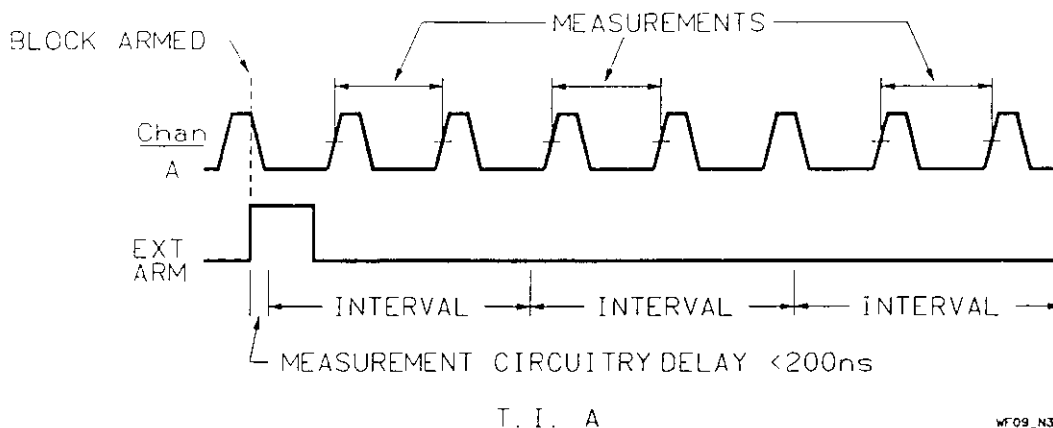 MEASUREMENTS
BLOCK ARMED
Chan
A
EXT
ARM
INTERVAL INTERVAL INTERVAL
MEASUREMENT CIRCUITRY DELAY <200ns
T. I. A
WF09_N3